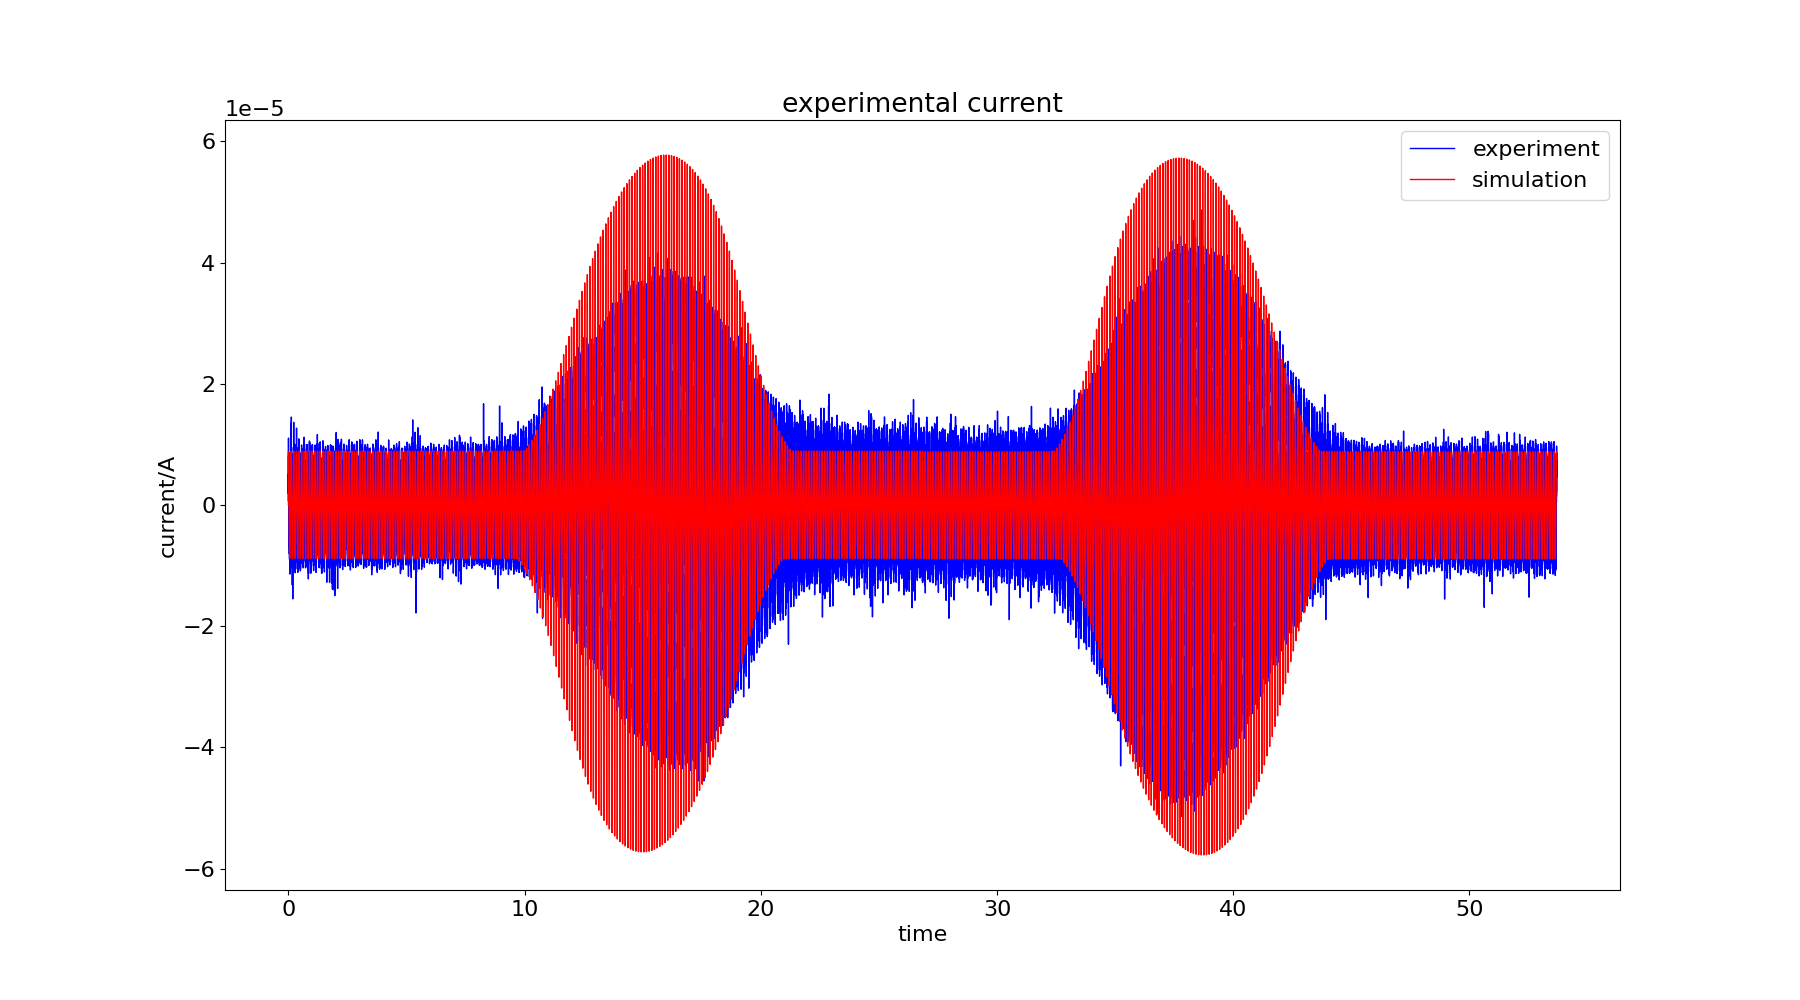 experimental current
1e−5
experiment
simulation
6
4
2
0
−2
−4
−6
current/A
0 10 20 30 40 50
time